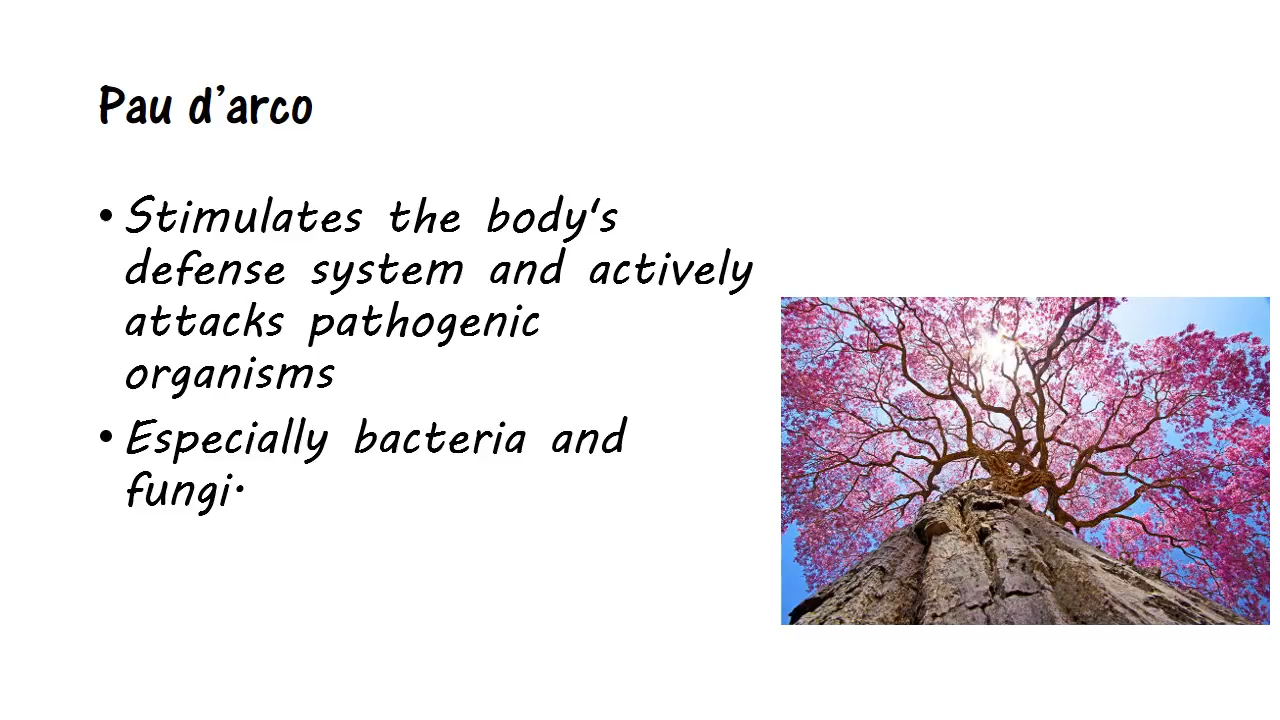 Pau d’arco
• Stimulates the body's
defense system and actively
attacks pathogenic
organisms
• Especially bacteria and
fungi.